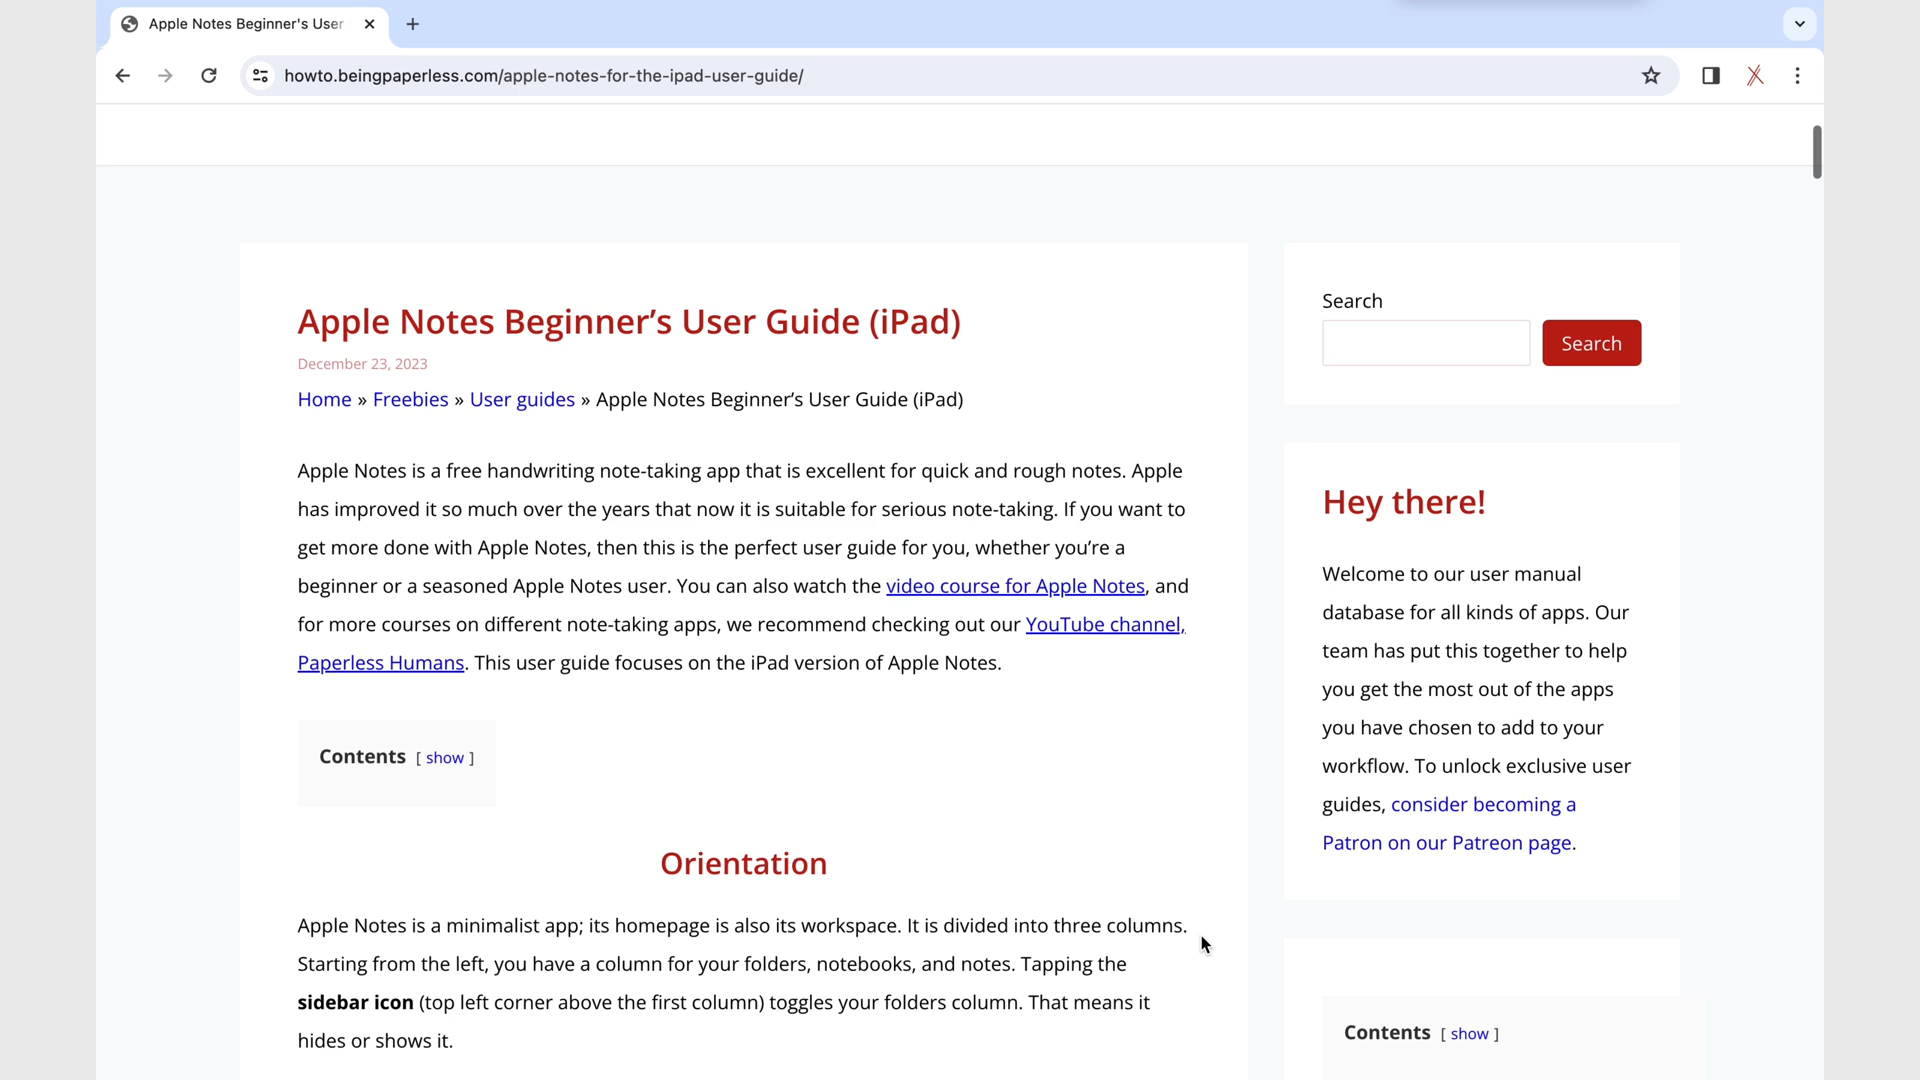 Apple Notes Beginner's User
howto.beingpaperless.com/apple-notes-for-the-ipad-user-guide/
Apple Notes Beginner’s User Guide (iPad)
December 23, 2023
Home » Freebies » User guides » Apple Notes Beginner’s User Guide (iPad)
Apple Notes is a free handwriting note-taking app that is excellent for quick and rough notes. Apple
has improved it so much over the years that now it is suitable for serious note-taking. If you want to
get more done with Apple Notes, then this is the perfect user guide for you, whether you’re a
beginner or a seasoned Apple Notes user. You can also watch the video course for Apple Notes, and
for more courses on different note-taking apps, we recommend checking out our YouTube channel,
Paperless Humans. This user guide focuses on the iPad version of Apple Notes.
Contents [ show ]
Orientation
Apple Notes is a minimalist app; its homepage is also its workspace. It is divided into three columns.
Starting from the left, you have a column for your folders, notebooks, and notes. Tapping the
sidebar icon (top left corner above the first column) toggles your folders column. That means it
hides or shows it.
Search
Search
Hey there!
Welcome to our user manual
database for all kinds of apps. Our
team has put this together to help
you get the most out of the apps
you have chosen to add to your
workflow. To unlock exclusive user
guides, consider becoming a
Patron on our Patreon page.
Contents [ show ]